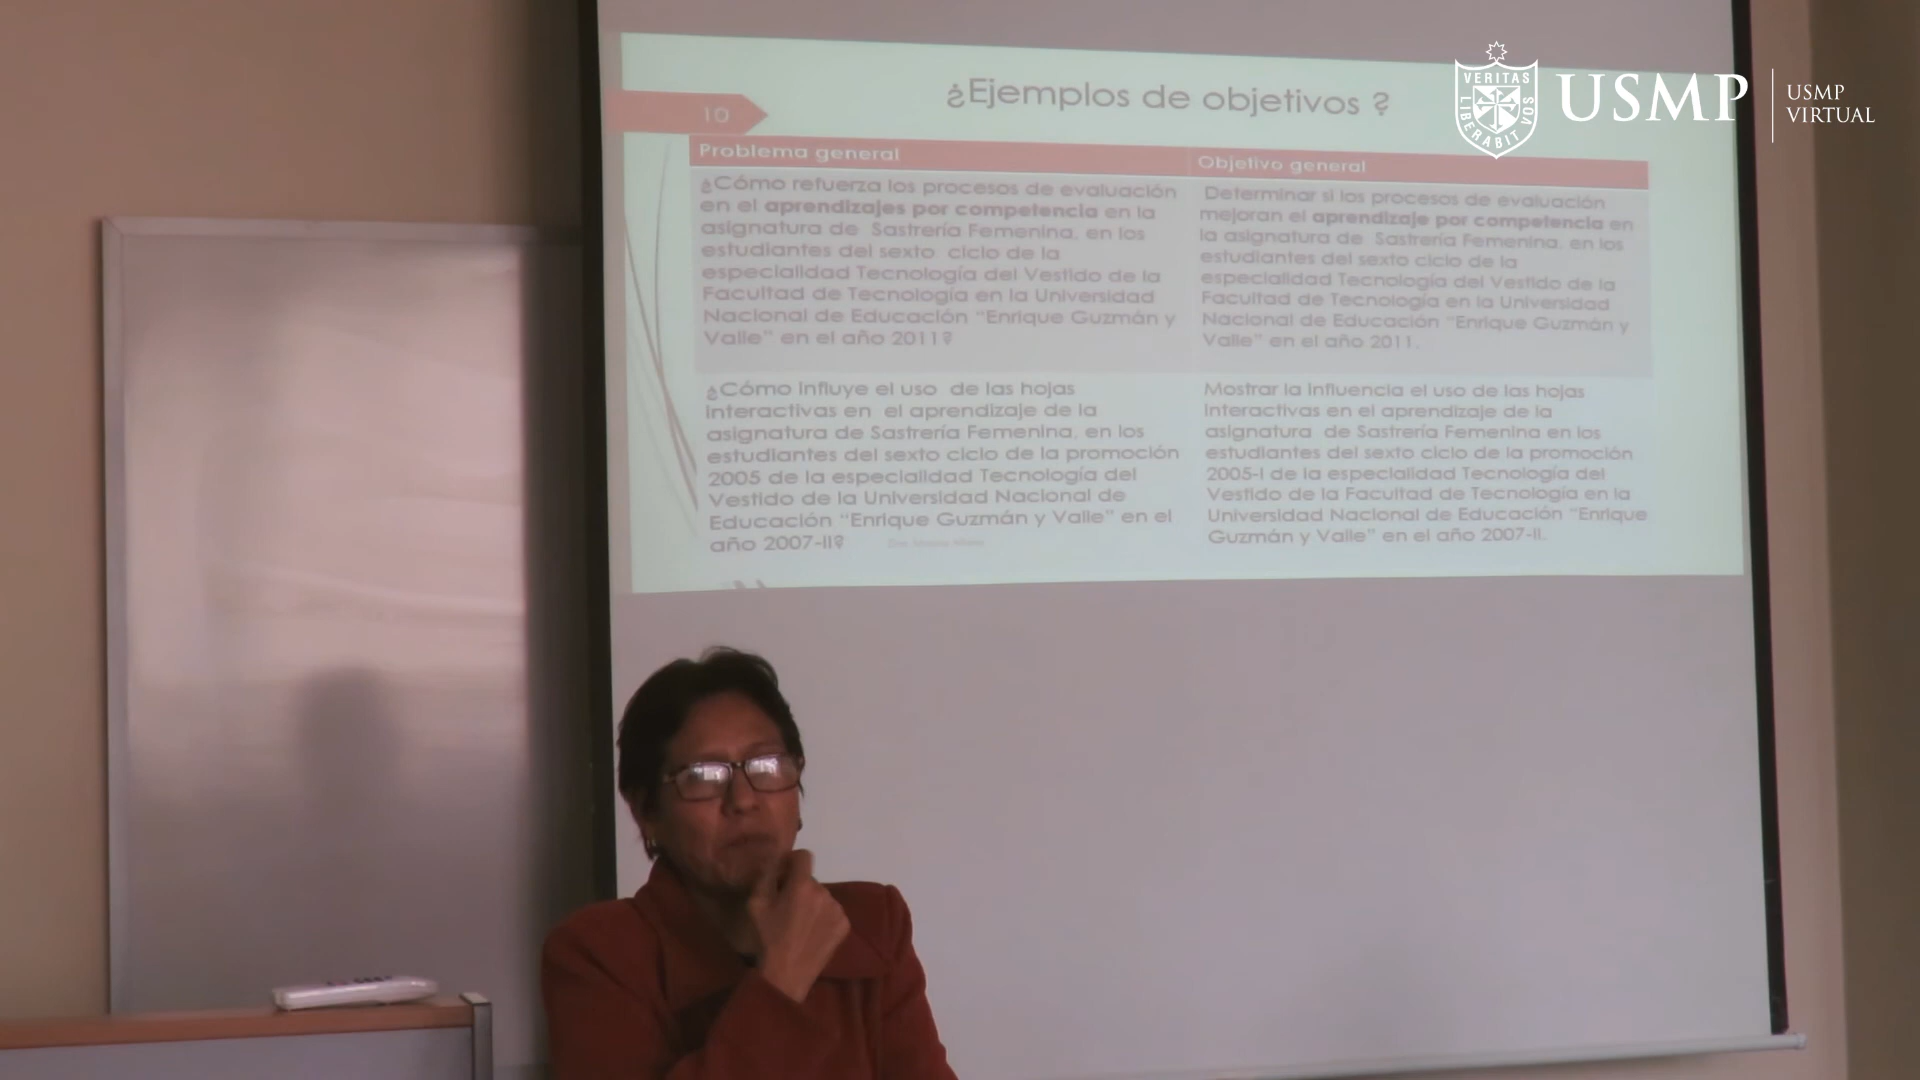 ¿Ejemplos de objetivos ?
10
Problema general
¿Cómo refuerza los procesos de evaluación
en el aprendizajes por competencia en la
asignatura de Sastrería Femenina, en los
estudiantes del sexto ciclo de la
especialidad Tecnología del Vestido de la
Facultad de Tecnología en la Universidad
Nacional de Educación “Enrique Guzmán y
Valle” en el año 2011?
Objetivo general
Determinar si los procesos de evaluación
mejoran el aprendizaje por competencia en
la asignatura de Sastrería Femenina, en los
estudiantes del sexto ciclo de la
especialidad Tecnología del Vestido de la
Facultad de Tecnología en la Universidad
Nacional de Educación “Enrique Guzmán y
Valle” en el año 2011.
¿Cómo influye el uso de las hojas
interactivas en el aprendizaje de la
asignatura de Sastrería Femenina, en los
estudiantes del sexto ciclo de la promoción
2005 de la especialidad Tecnología del
Vestido de la Universidad Nacional de
Educación “Enrique Guzmán y Valle” en el
año 2007-II?
Mostrar la influencia el uso de las hojas
interactivas en el aprendizaje de la
asignatura de Sastrería Femenina en los
estudiantes del sexto ciclo de la promoción
2005-I de la especialidad Tecnología del
Vestido de la Facultad de Tecnología en la
Universidad Nacional de Educación “Enrique
Guzmán y Valle” en el año 2007-II.
VERITAS
LIBERABIT VOS
USMP
USMP
VIRTUAL